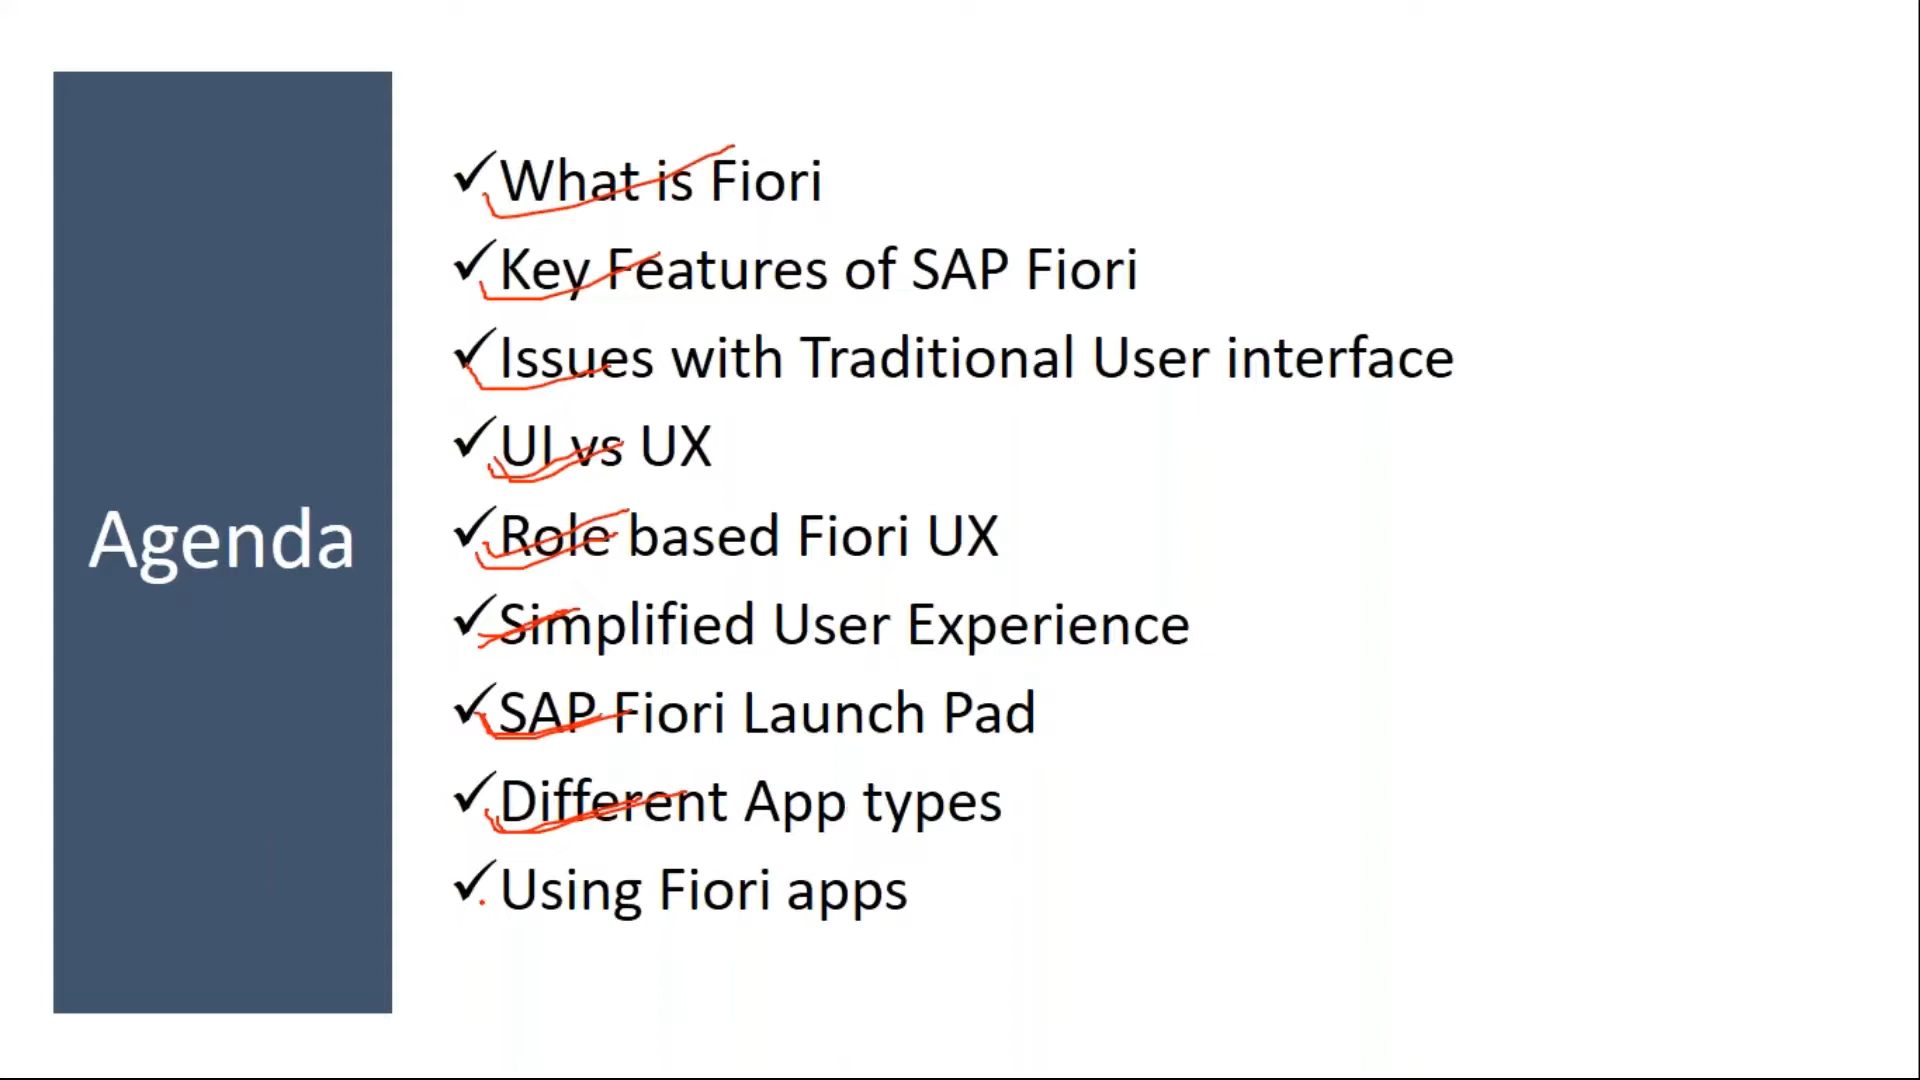 Agenda
What is Fiori
Key Features of SAP Fiori
Issues with Traditional User interface
UI vs UX
Role based Fiori UX
Simplified User Experience
SAP Fiori Launch Pad
Different App types
Using Fiori apps